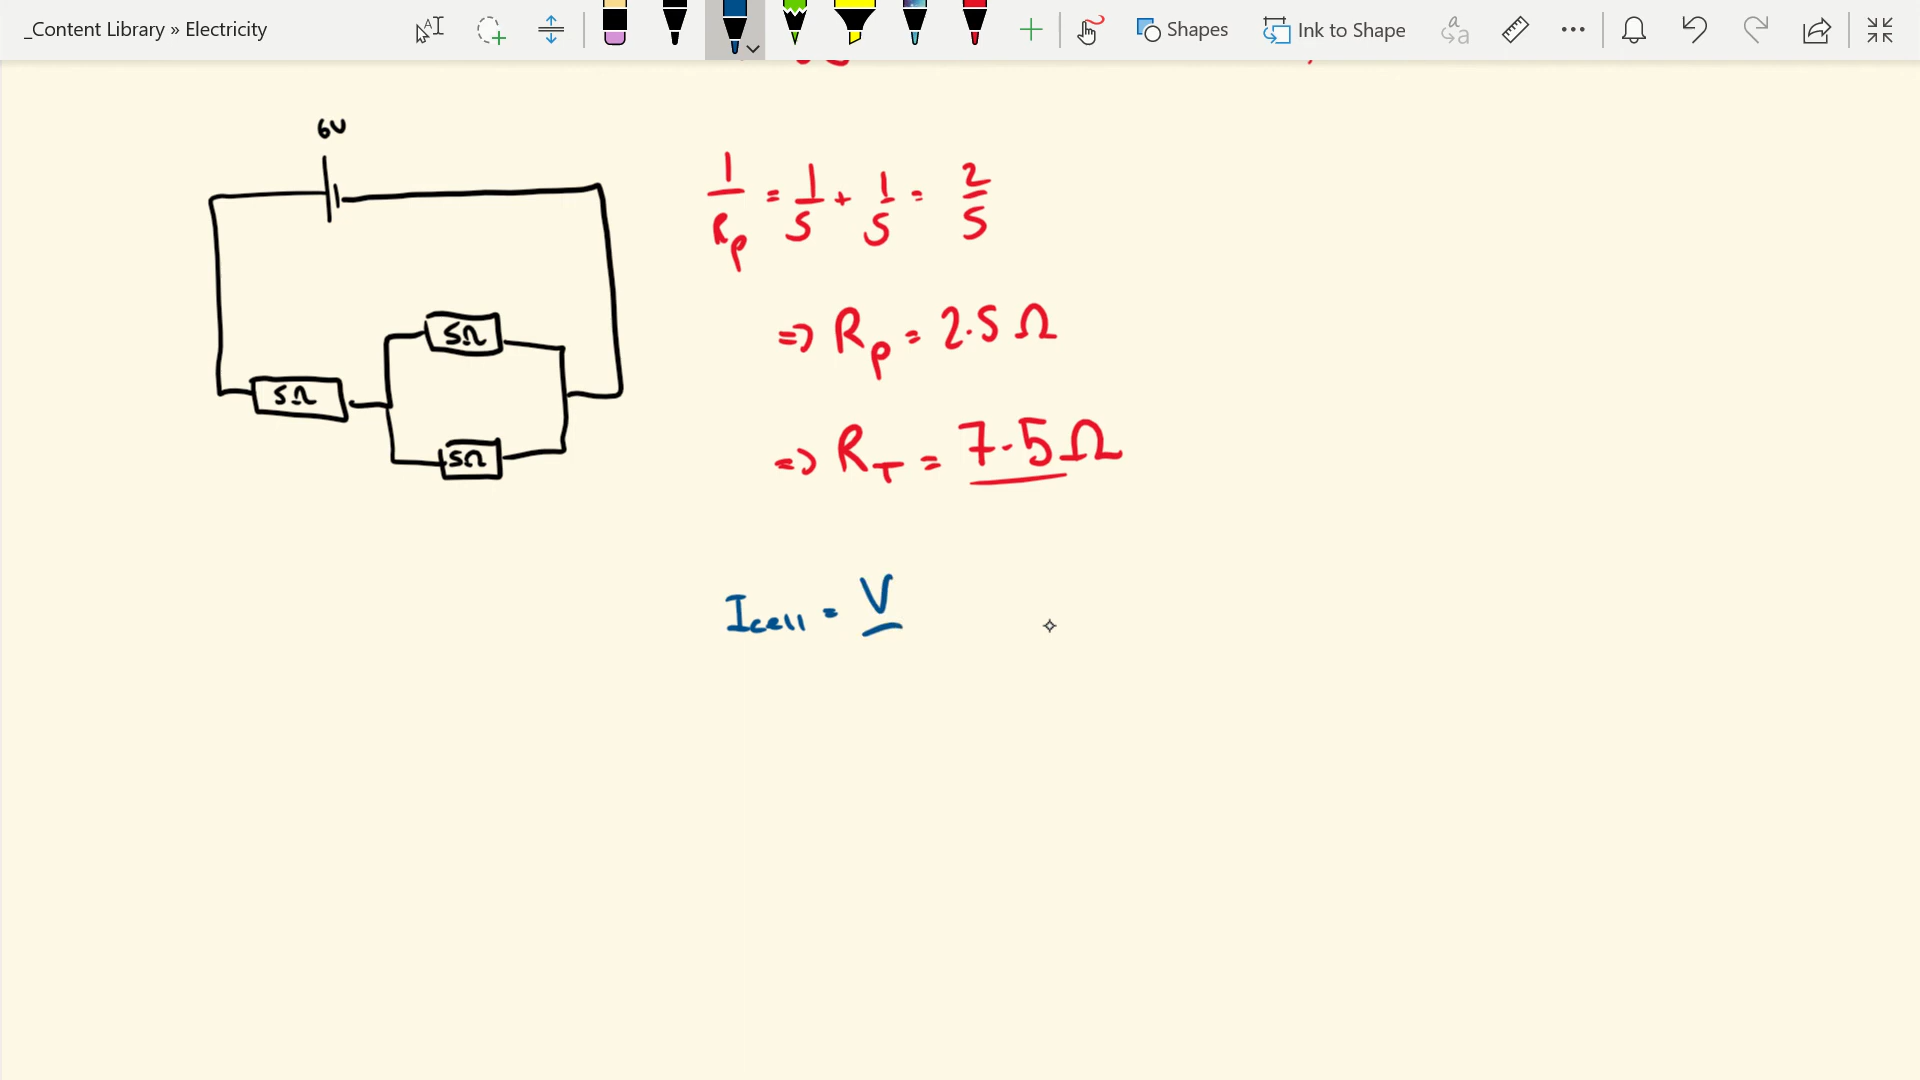 _Content Library » Electricity
Shapes
Ink to Shape
6V
1/Rp = 1/5 + 1/5 = 2/5
=> Rp = 2.5 Ω
5Ω
5Ω
5Ω
=> RT = 7.5Ω
Icell = V